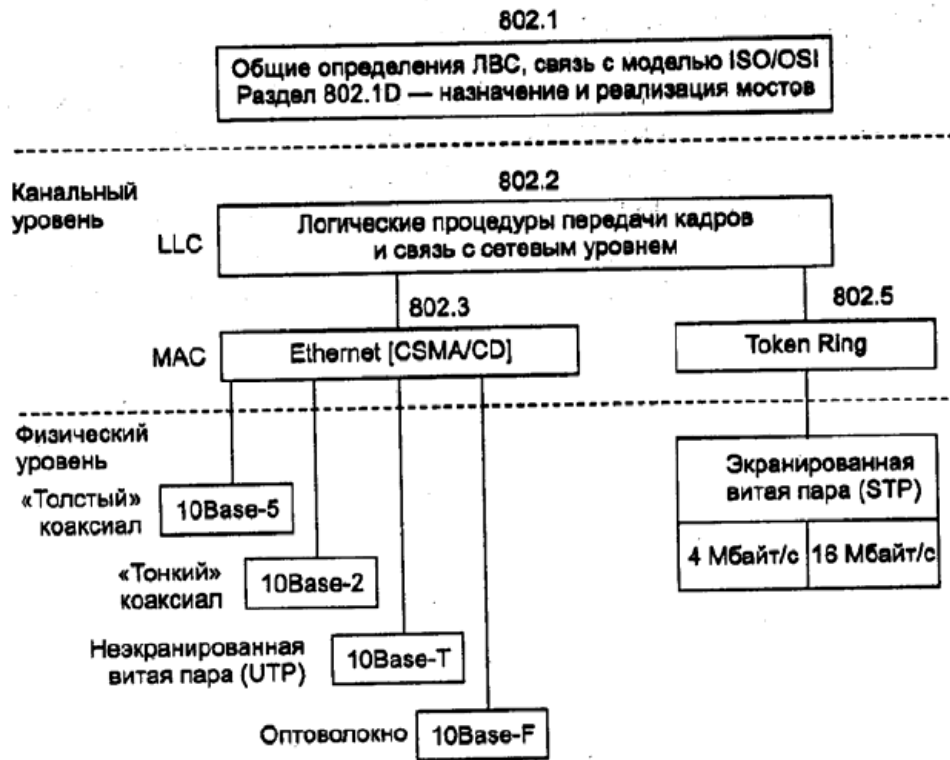 802.1
Общие определения ЛВС, связь с моделью ISO/OSI
Раздел 802.1D — назначение и реализация мостов
Канальный
уровень
802.2
LLC
Логические процедуры передачи кадров
и связь с сетевым уровнем
802.3
802.5
MAC
Ethernet [CSMA/CD]
Token Ring
Физический
уровень
Экранированная
витая пара (STP)
4 Мбайт/с
16 Мбайт/с
«Толстый»
коаксиал
10Base-5
«Тонкий»
коаксиал
10Base-2
Неэкранированная
витая пара (UTP)
10Base-T
Оптоволокно
10Base-F